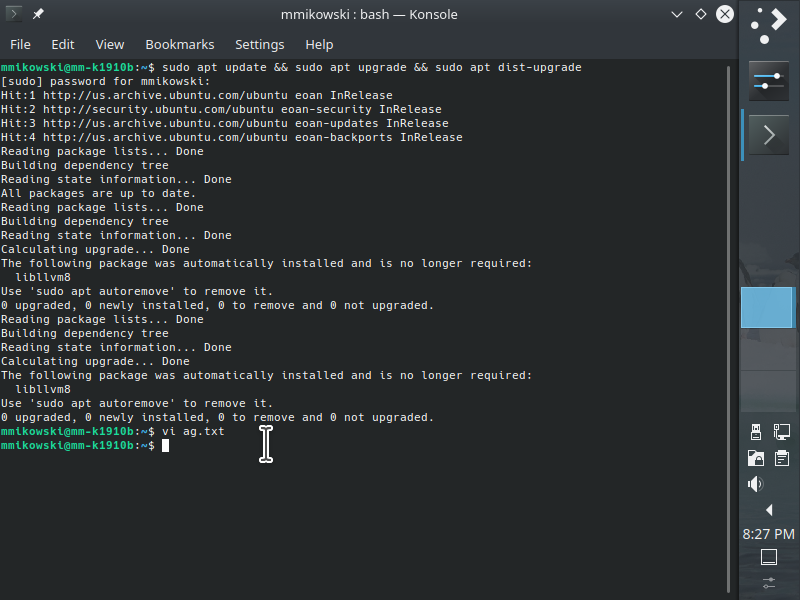 mmikowski : bash — Konsole
File Edit View Bookmarks Settings Help
mmikowski@mm-k1910b:~$ sudo apt update && sudo apt upgrade && sudo apt dist-upgrade
[sudo] password for mmikowski:
Hit:1 http://us.archive.ubuntu.com/ubuntu eoan InRelease
Hit:2 http://security.ubuntu.com/ubuntu eoan-security InRelease
Hit:3 http://us.archive.ubuntu.com/ubuntu eoan-updates InRelease
Hit:4 http://us.archive.ubuntu.com/ubuntu eoan-backports InRelease
Reading package lists... Done
Building dependency tree
Reading state information... Done
All packages are up to date.
Reading package lists... Done
Building dependency tree
Reading state information... Done
Calculating upgrade... Done
The following package was automatically installed and is no longer required:
  libllvm8
Use 'sudo apt autoremove' to remove it.
0 upgraded, 0 newly installed, 0 to remove and 0 not upgraded.
Reading package lists... Done
Building dependency tree
Reading state information... Done
Calculating upgrade... Done
The following package was automatically installed and is no longer required:
  libllvm8
Use 'sudo apt autoremove' to remove it.
0 upgraded, 0 newly installed, 0 to remove and 0 not upgraded.
mmikowski@mm-k1910b:~$ vi ag.txt
mmikowski@mm-k1910b:~$
8:27 PM